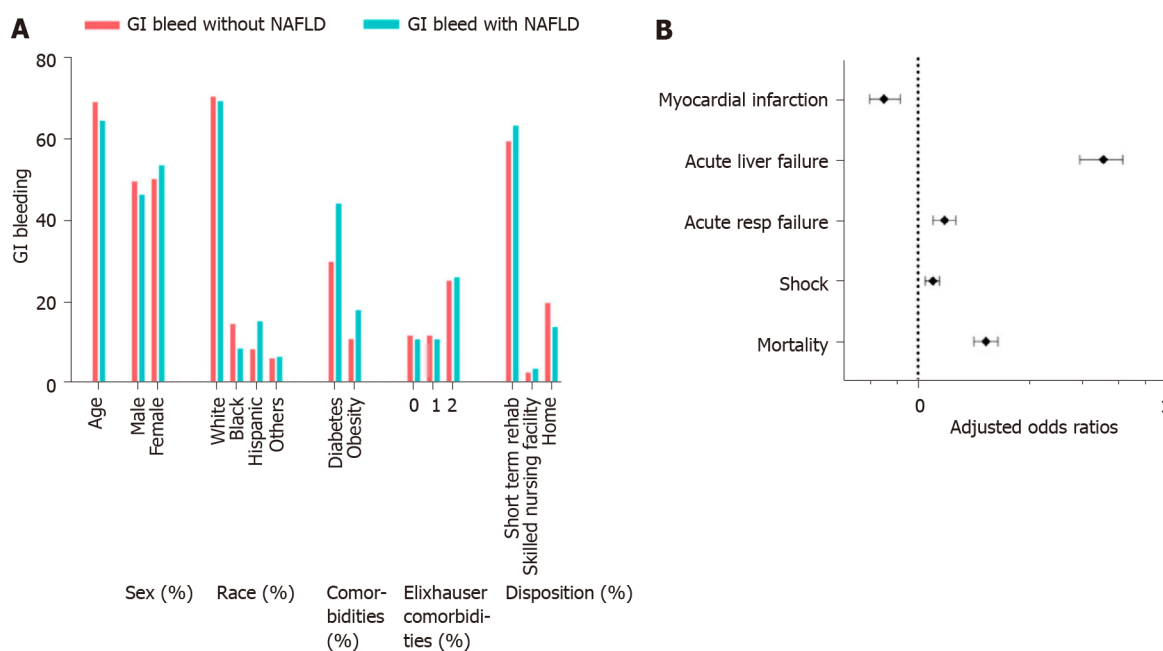 A
GI bleed without NAFLD
GI bleed with NAFLD
GI bleeding
80
60
40
20
0
Age
Male
Female
White
Black
Hispanic
Others
Diabetes
Obesity
0
1
2
Short term rehab
Skilled nursing facility
Home
Sex (%)
Race (%)
Comor-
bidities
(%)
Elixhauser
comorbidi-
ties (%)
Disposition (%)
B
Myocardial infarction
Acute liver failure
Acute resp failure
Shock
Mortality
0
Adjusted odds ratios